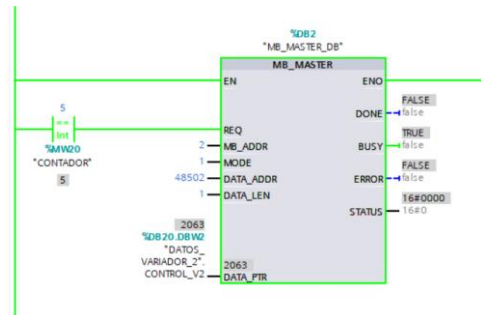 %DB2
"MB_MASTER_DB"
MB_MASTER
EN
ENO
FALSE
DONE
false
5
==
Int
REQ
TRUE
%MW20
2
MB_ADDR
BUSY
false
"CONTADOR"
1
MODE
FALSE
5
48502
DATA_ADDR
ERROR
false
1
DATA_LEN
16#0000
STATUS
16#0
2063
%DB20.DBW2
"DATOS_
VARIADOR_2".
2063
CONTROL_V2
DATA_PTR